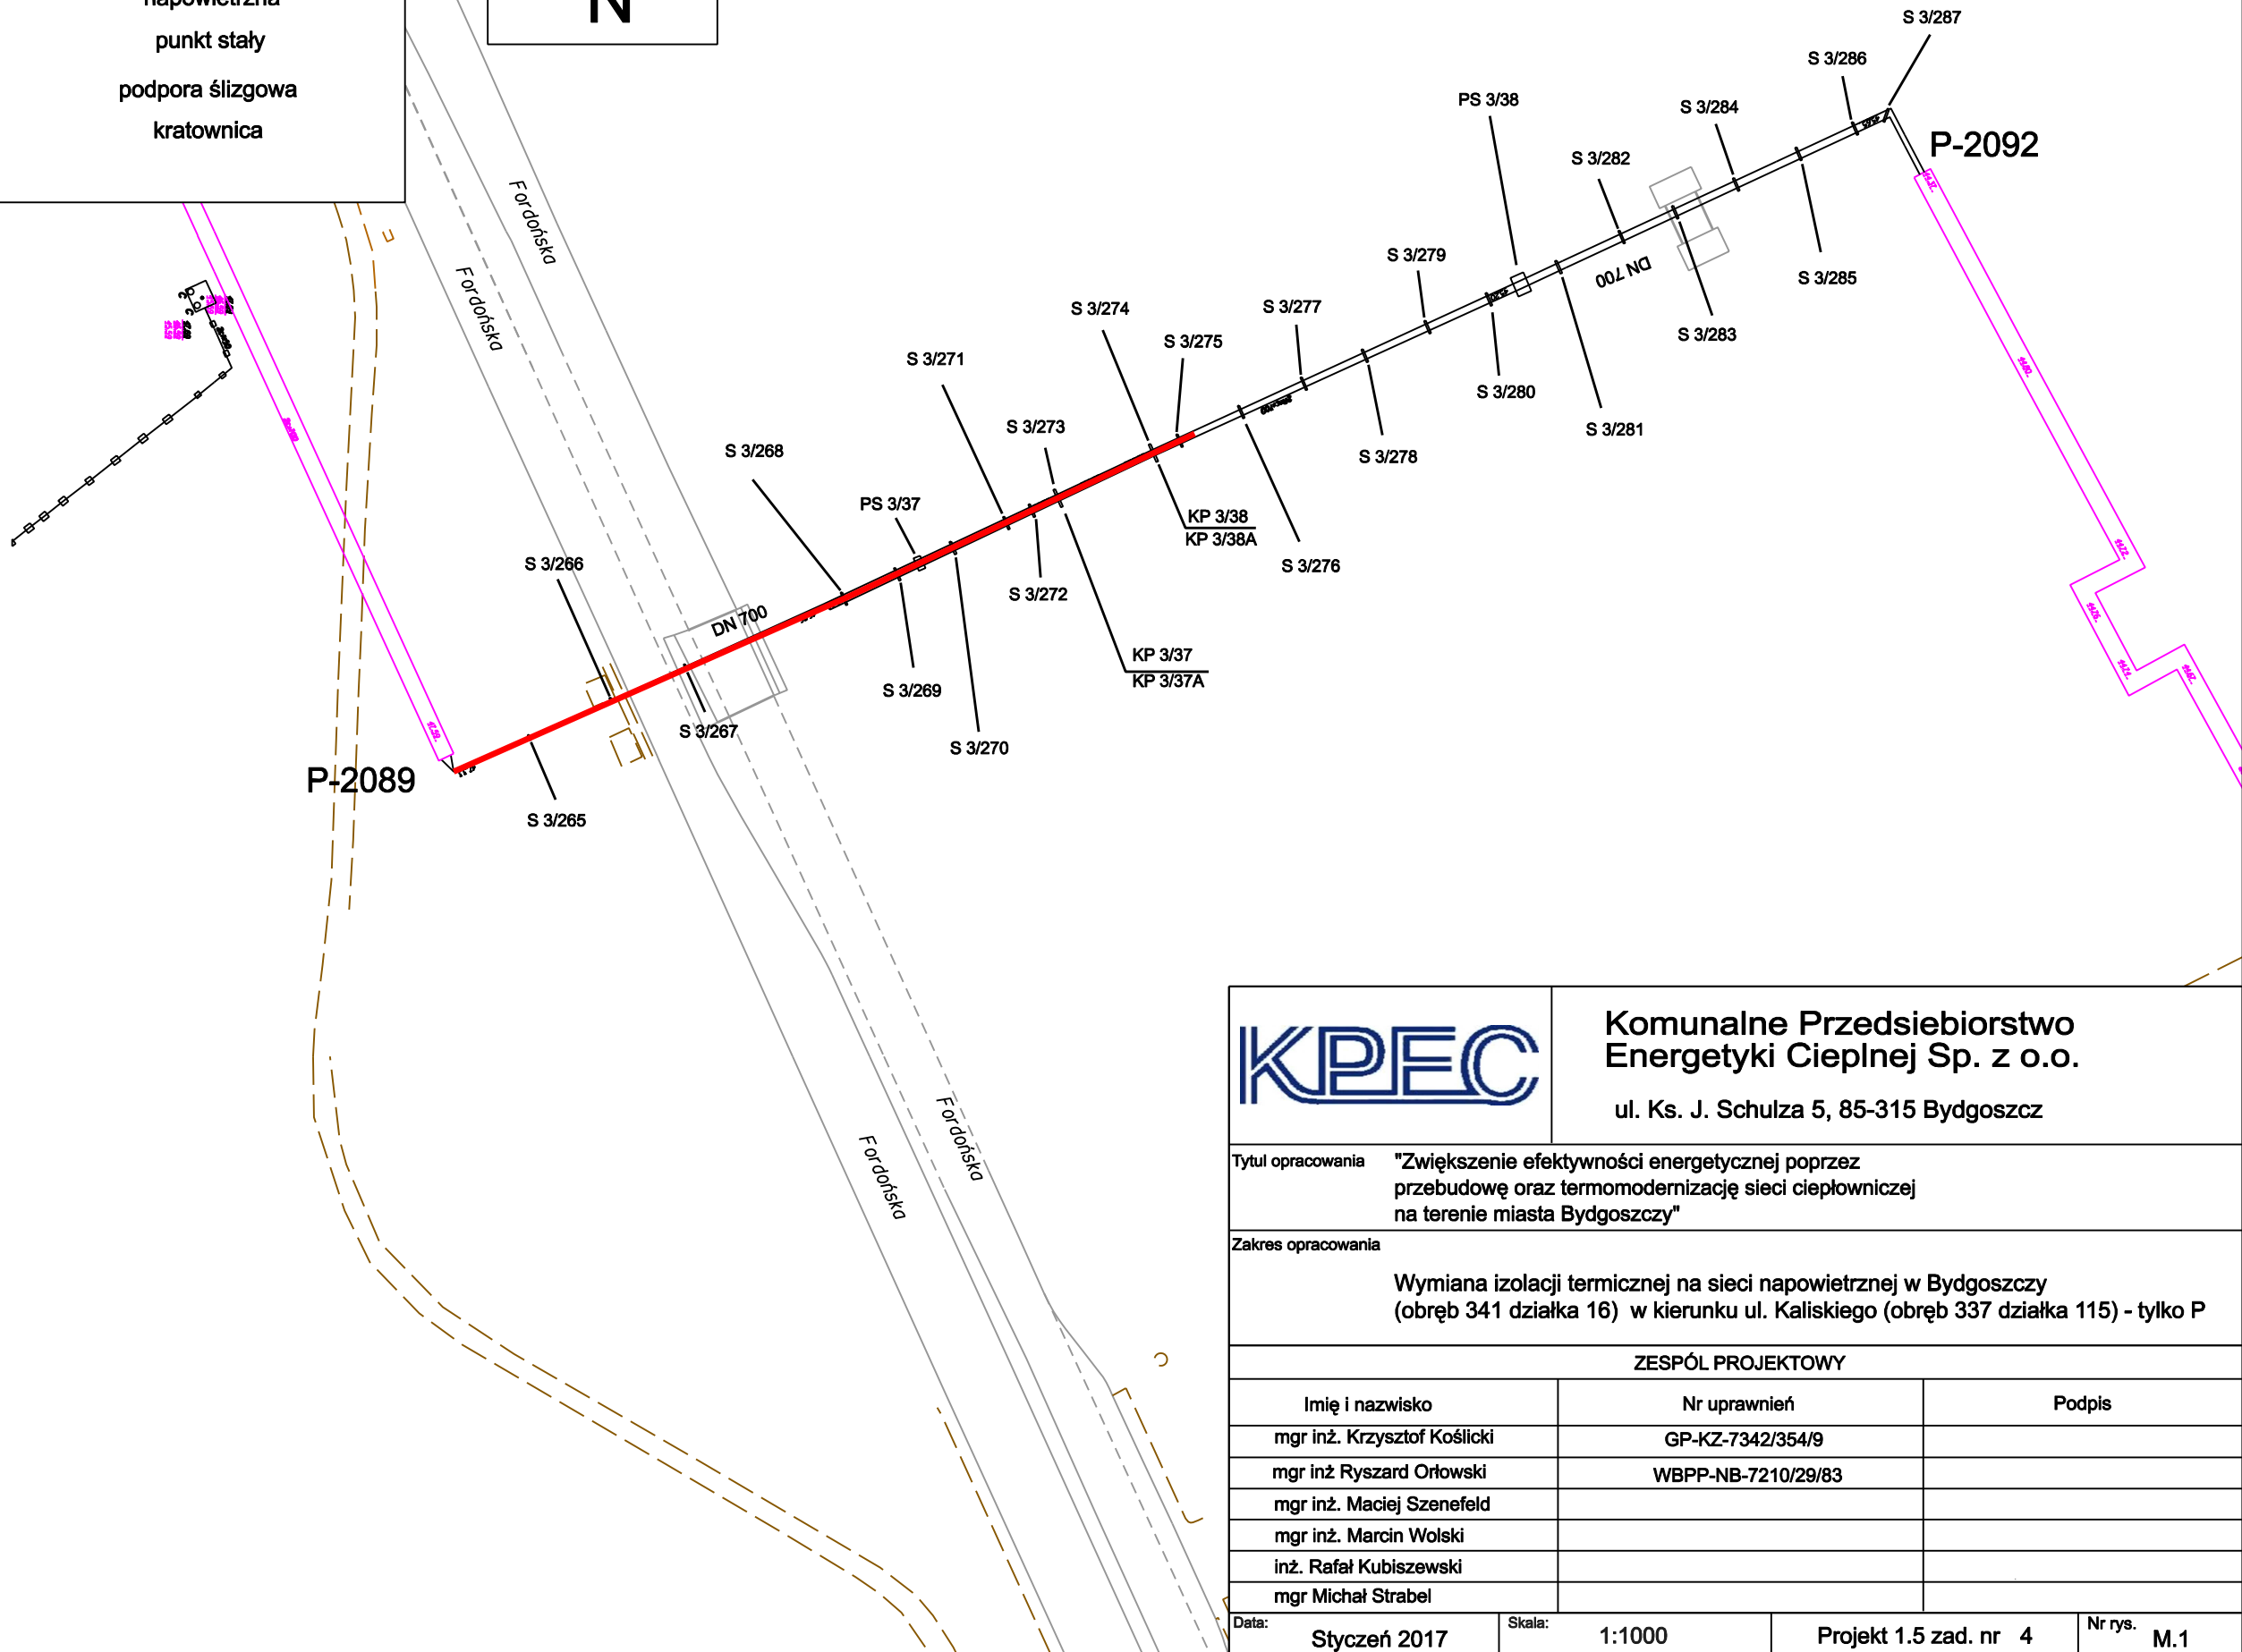 punkt stały
podpora ślizgowa
kratownica
N
S 3/287
S 3/286
PS 3/38
S 3/284
P-2092
S 3/282
Fordońska
Fordońska
S 3/279
DN 700
S 3/285
S 3/274
S 3/277
S 3/283
S 3/275
S 3/271
S 3/280
S 3/273
S 3/281
S 3/268
S 3/278
PS 3/37
KP 3/38
KP 3/38A
S 3/266
S 3/276
S 3/272
DN 700
KP 3/37
KP 3/37A
S 3/269
S 3/267
S 3/270
P-2089
S 3/265
Fordońska
Fordońska
KPEC
Komunalne Przedsiebiorstwo
Energetyki Cieplnej Sp. z o.o.
ul. Ks. J. Schulza 5, 85-315 Bydgoszcz
Tytul opracowania
"Zwiększenie efektywności energetycznej poprzez
przebudowę oraz termomodernizację sieci ciepłowniczej
na terenie miasta Bydgoszczy"
Zakres opracowania
Wymiana izolacji termicznej na sieci napowietrznej w Bydgoszczy
(obręb 341 działka 16) w kierunku ul. Kaliskiego (obręb 337 działka 115) - tylko P
ZESPÓL PROJEKTOWY
Imię i nazwisko Nr uprawnień Podpis
mgr inż. Krzysztof Koślicki GP-KZ-7342/354/9
mgr inż Ryszard Orłowski WBPP-NB-7210/29/83
mgr inż. Maciej Szenefeld
mgr inż. Marcin Wolski
inż. Rafał Kubiszewski
mgr Michał Strabel
Data: Styczeń 2017 Skala: 1:1000 Projekt 1.5 zad. nr 4 Nr rys. M.1